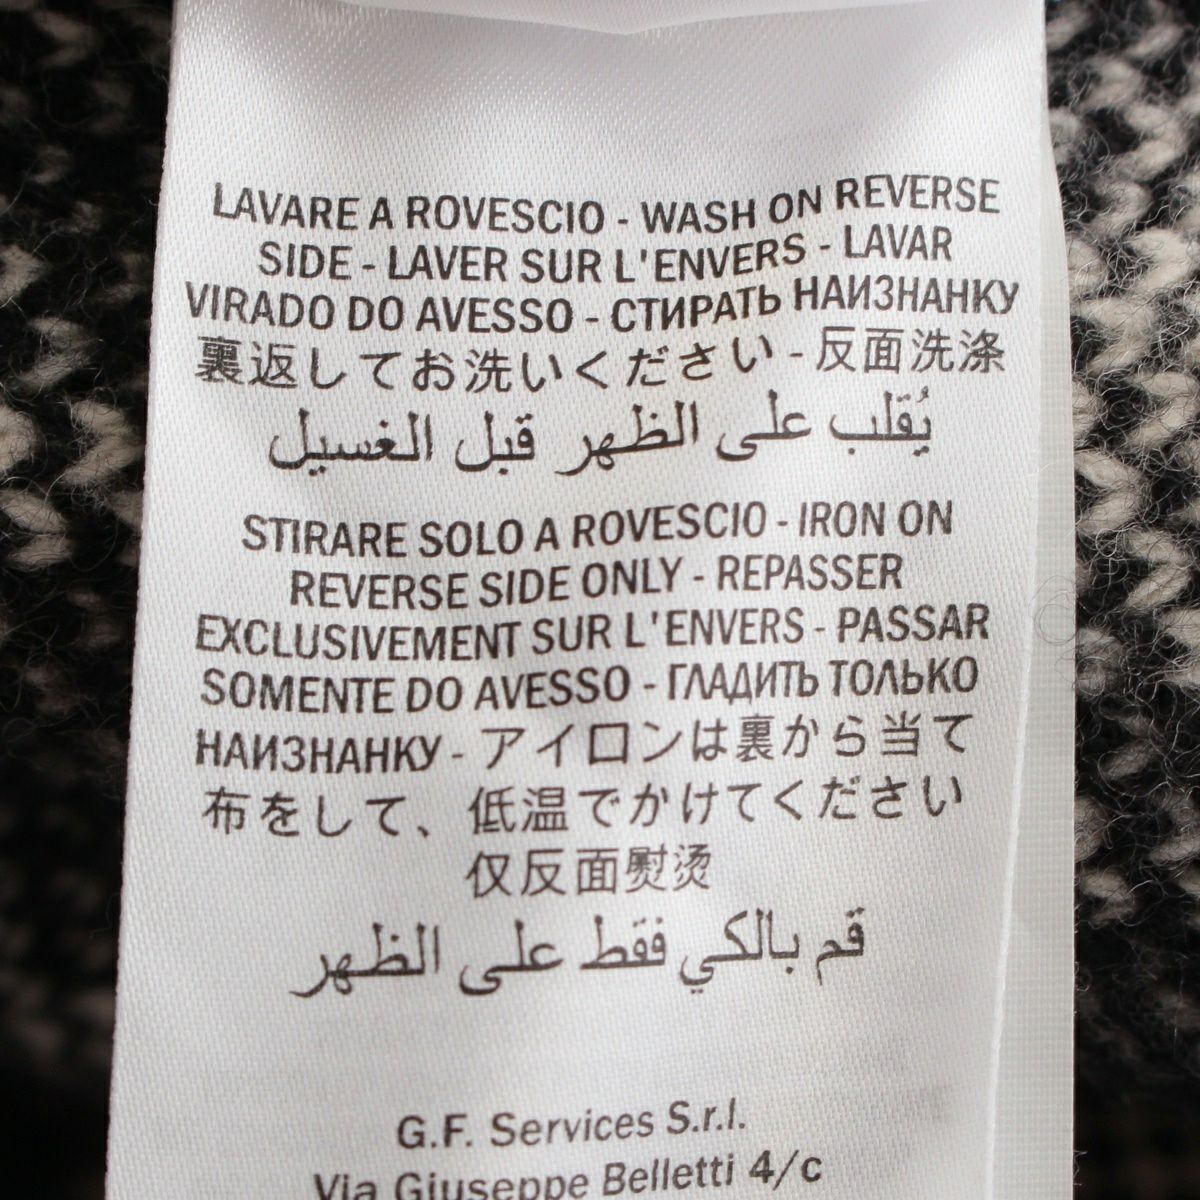 LAVARE A ROVESCIO - WASH ON REVERSE
SIDE - LAVER SUR L'ENVERS - LAVAR
VIRADO DO AVESSO - СТИРАТЬ НАИЗНАНКУ
裏返してお洗いください - 反面洗涤
يُقلب على الظهر قبل الغسيل
STIRARE SOLO A ROVESCIO - IRON ON
REVERSE SIDE ONLY - REPASSER
EXCLUSIVEMENT SUR L'ENVERS - PASSAR
SOMENTE DO AVESSO - ГЛАДИТЬ ТОЛЬКО
НАИЗНАНКУ - アイロンは裏から当て
布をして、低温でかけてください
仅反面熨烫
قم بالكي فقط على الظهر
G.F. Services S.r.l.
Via Giuseppe Belletti 4/c